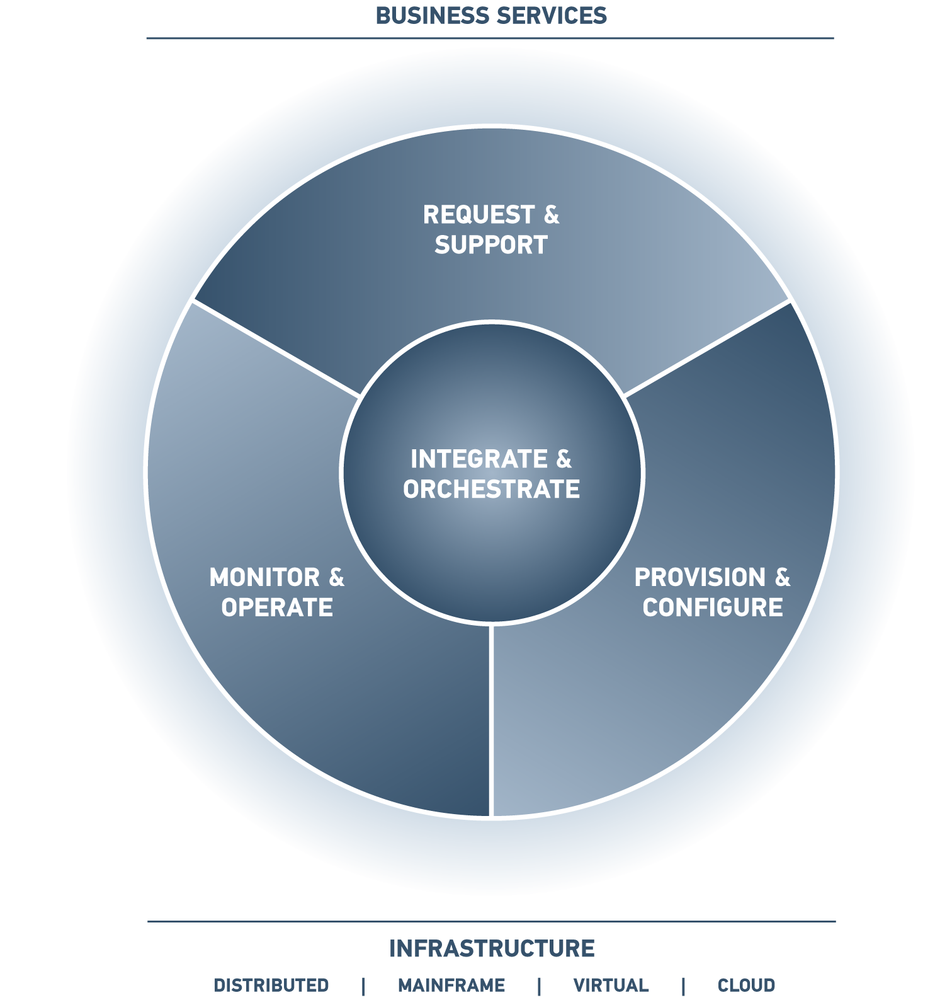 BUSINESS SERVICES
REQUEST &
SUPPORT
INTEGRATE &
ORCHESTRATE
MONITOR &
OPERATE
PROVISION &
CONFIGURE
INFRASTRUCTURE
DISTRIBUTED | MAINFRAME | VIRTUAL | CLOUD